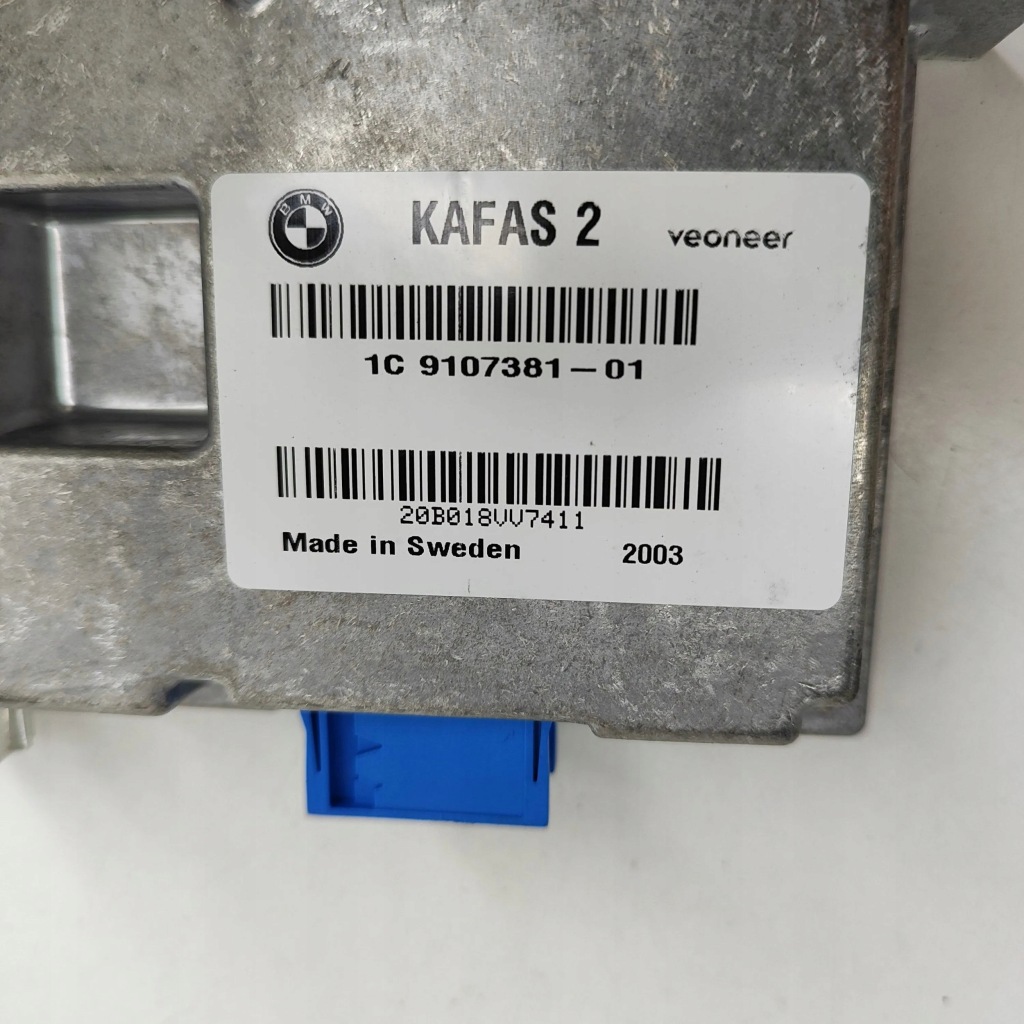 BMW
KAFAS 2
veoneer
1C 9107381-01
20B018VV7411
Made in Sweden
2003